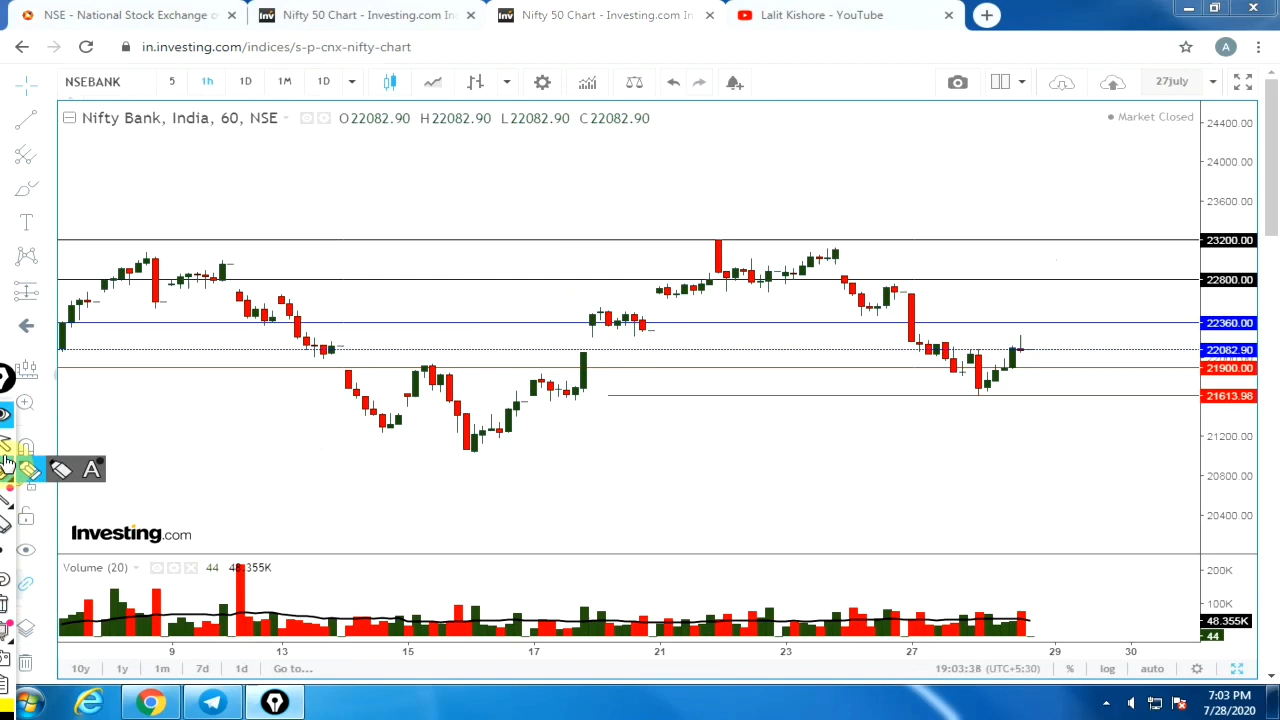 NSE - National Stock Exchange o
Nifty 50 Chart - Investing.com In
Nifty 50 Chart - Investing.com In
Lalit Kishore - YouTube
in.investing.com/indices/s-p-cnx-nifty-chart
A
NSEBANK 5 1h 1D 1M 1D 27july
Nifty Bank, India, 60, NSE O22082.90 H22082.90 L22082.90 C22082.90
Market Closed
24400.00
24000.00
23600.00
23200.00
22800.00
22360.00
22082.90
21900.00
21613.98
21200.00
20800.00
20400.00
T
A
Investing.com
Volume (20) 44 48.355K
200K
100K
48.355K
44
9 13 15 17 21 23 27 29 30
10y 1y 1m 7d 1d Go to... 19:03:38 (UTC+5:30) % log auto
7:03 PM
7/28/2020